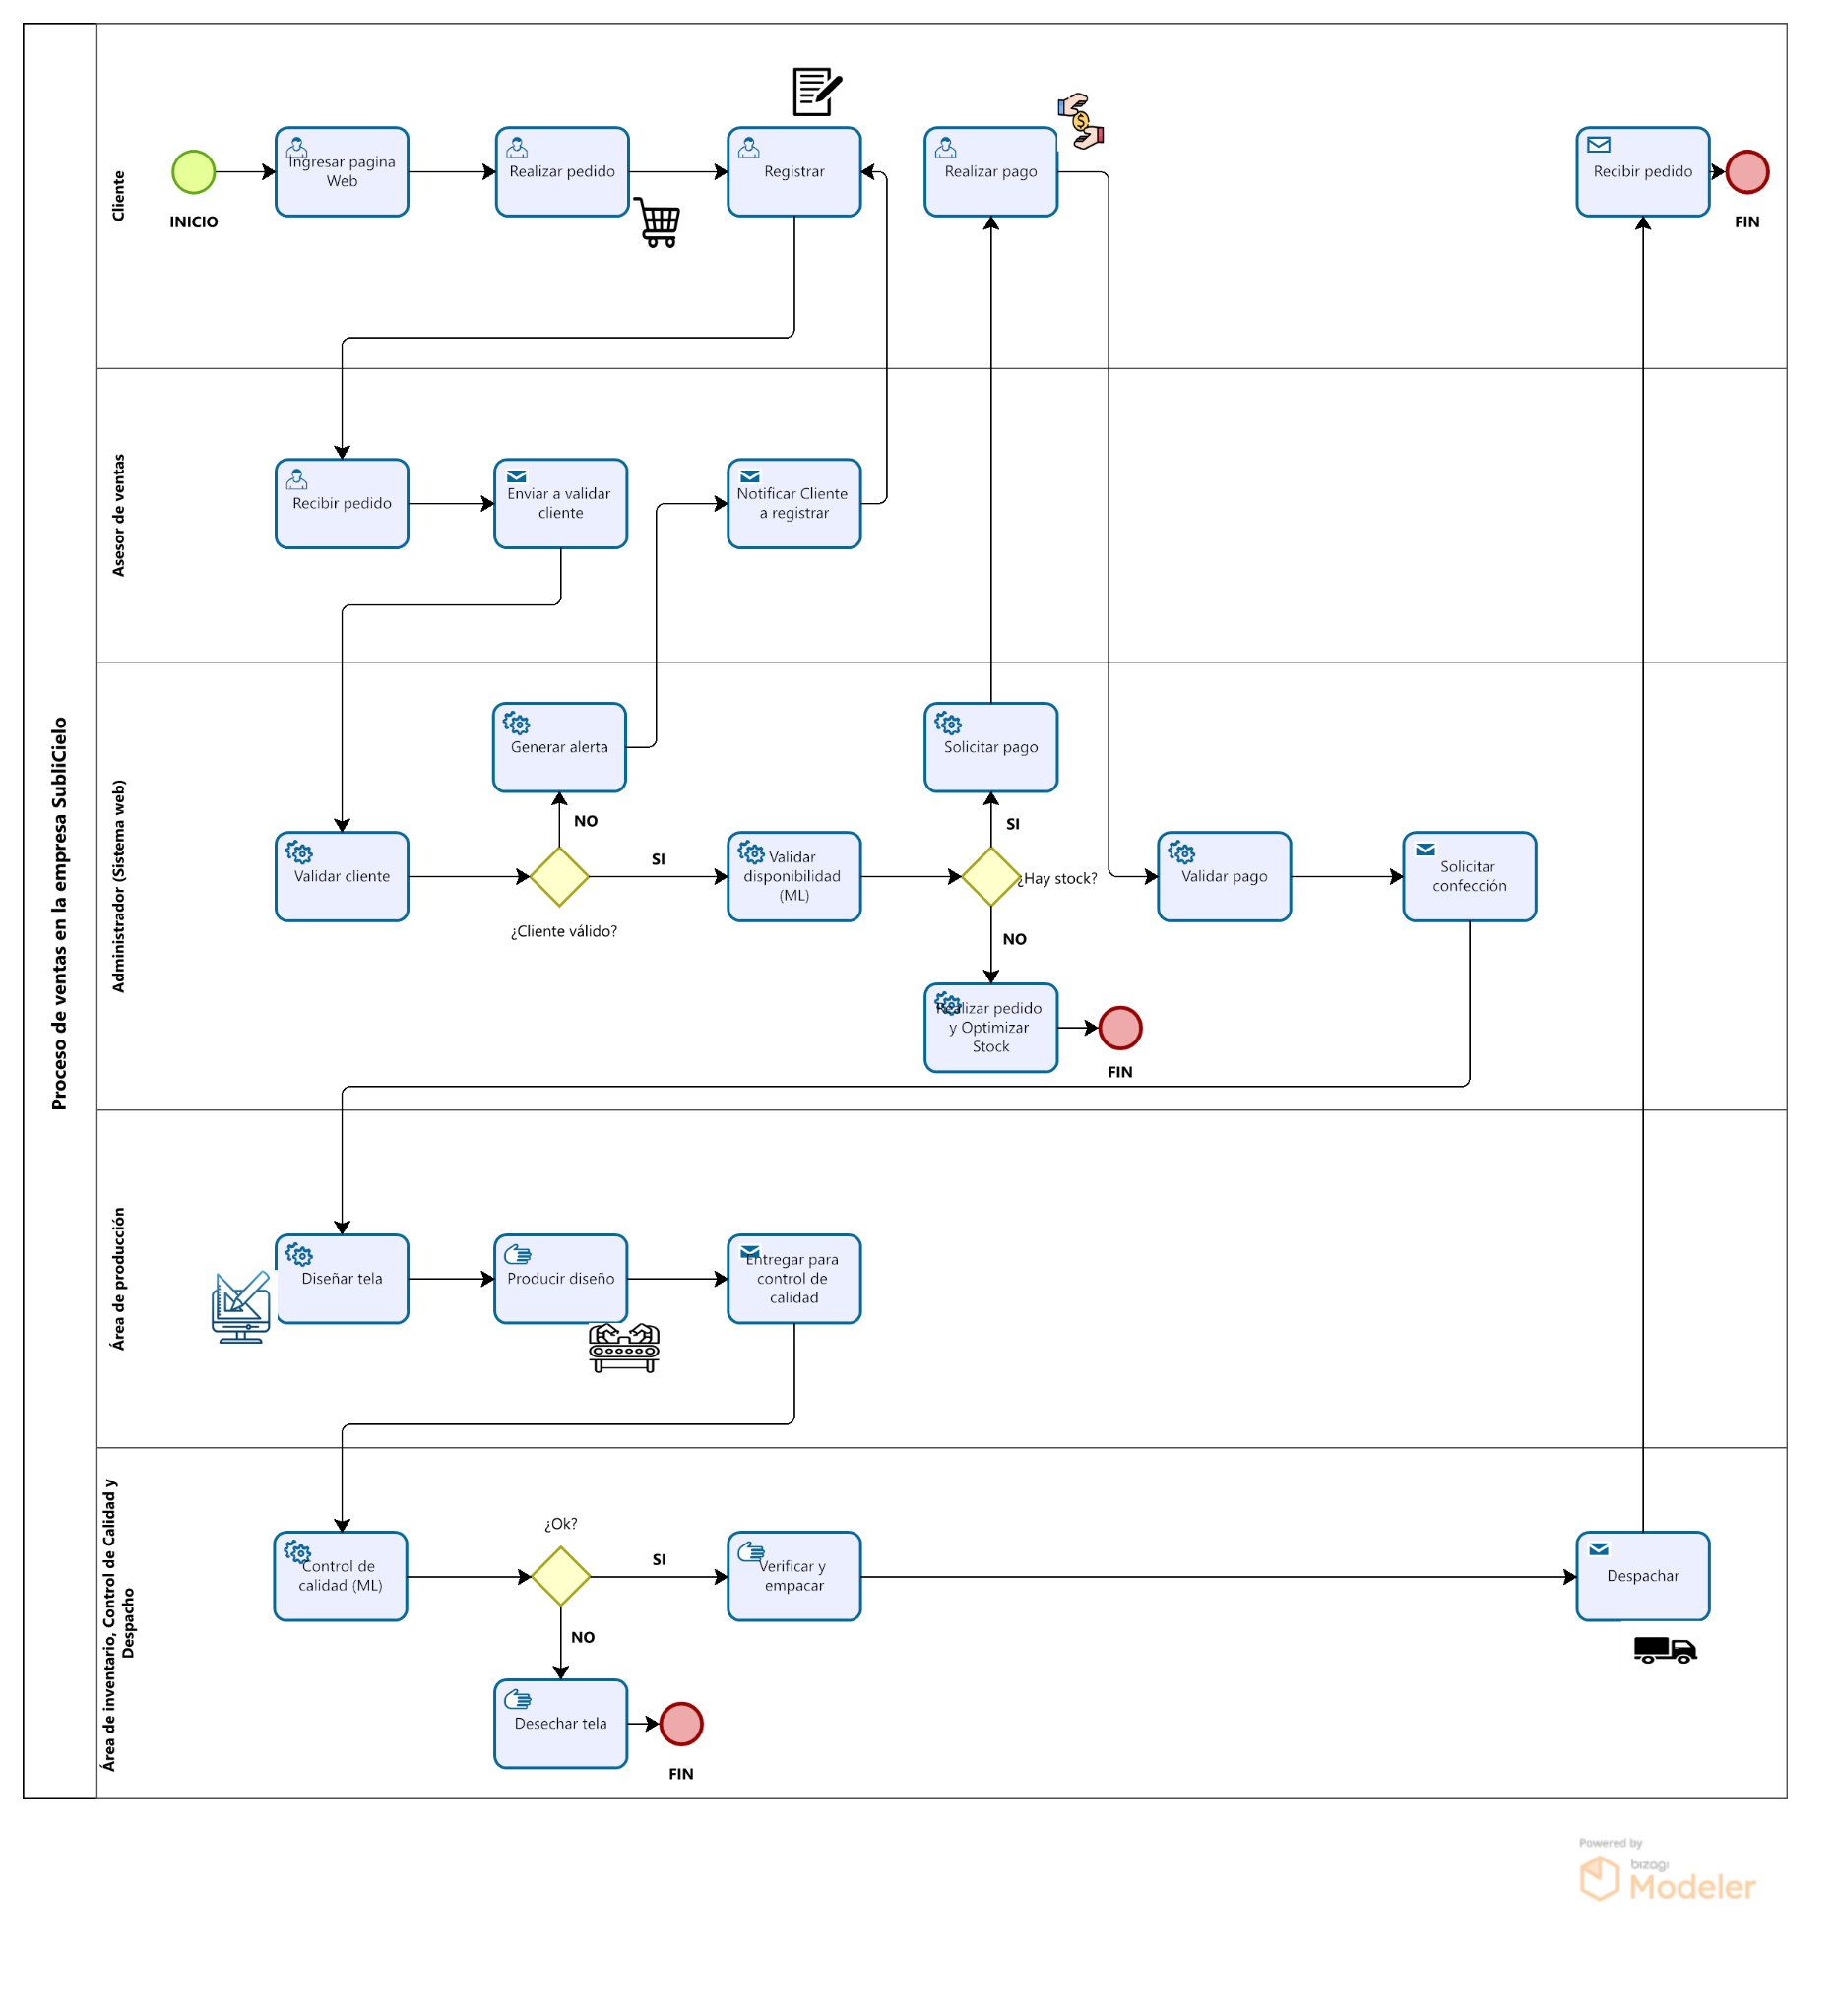 Proceso de ventas en la empresa SubliCielo
Cliente
INICIO
Ingresar pagina
Web
Realizar pedido
Registrar
Realizar pago
Recibir pedido
FIN
Asesor de ventas
Recibir pedido
Enviar a validar
cliente
Notificar Cliente
a registrar
Administrador (Sistema web)
Generar alerta
Solicitar pago
NO
SI
Validar cliente
SI
Validar
disponibilidad
(ML)
¿Hay stock?
Validar pago
Solicitar
confección
¿Cliente válido?
NO
Realizar pedido
y Optimizar
Stock
FIN
Área de producción
Diseñar tela
Producir diseño
Entregar para
control de
calidad
Área de inventario, Control de Calidad y
Despacho
¿Ok?
Control de
calidad (ML)
SI
Verificar y
empacar
Despachar
NO
Desechar tela
FIN
Powered by
bizagi
Modeler